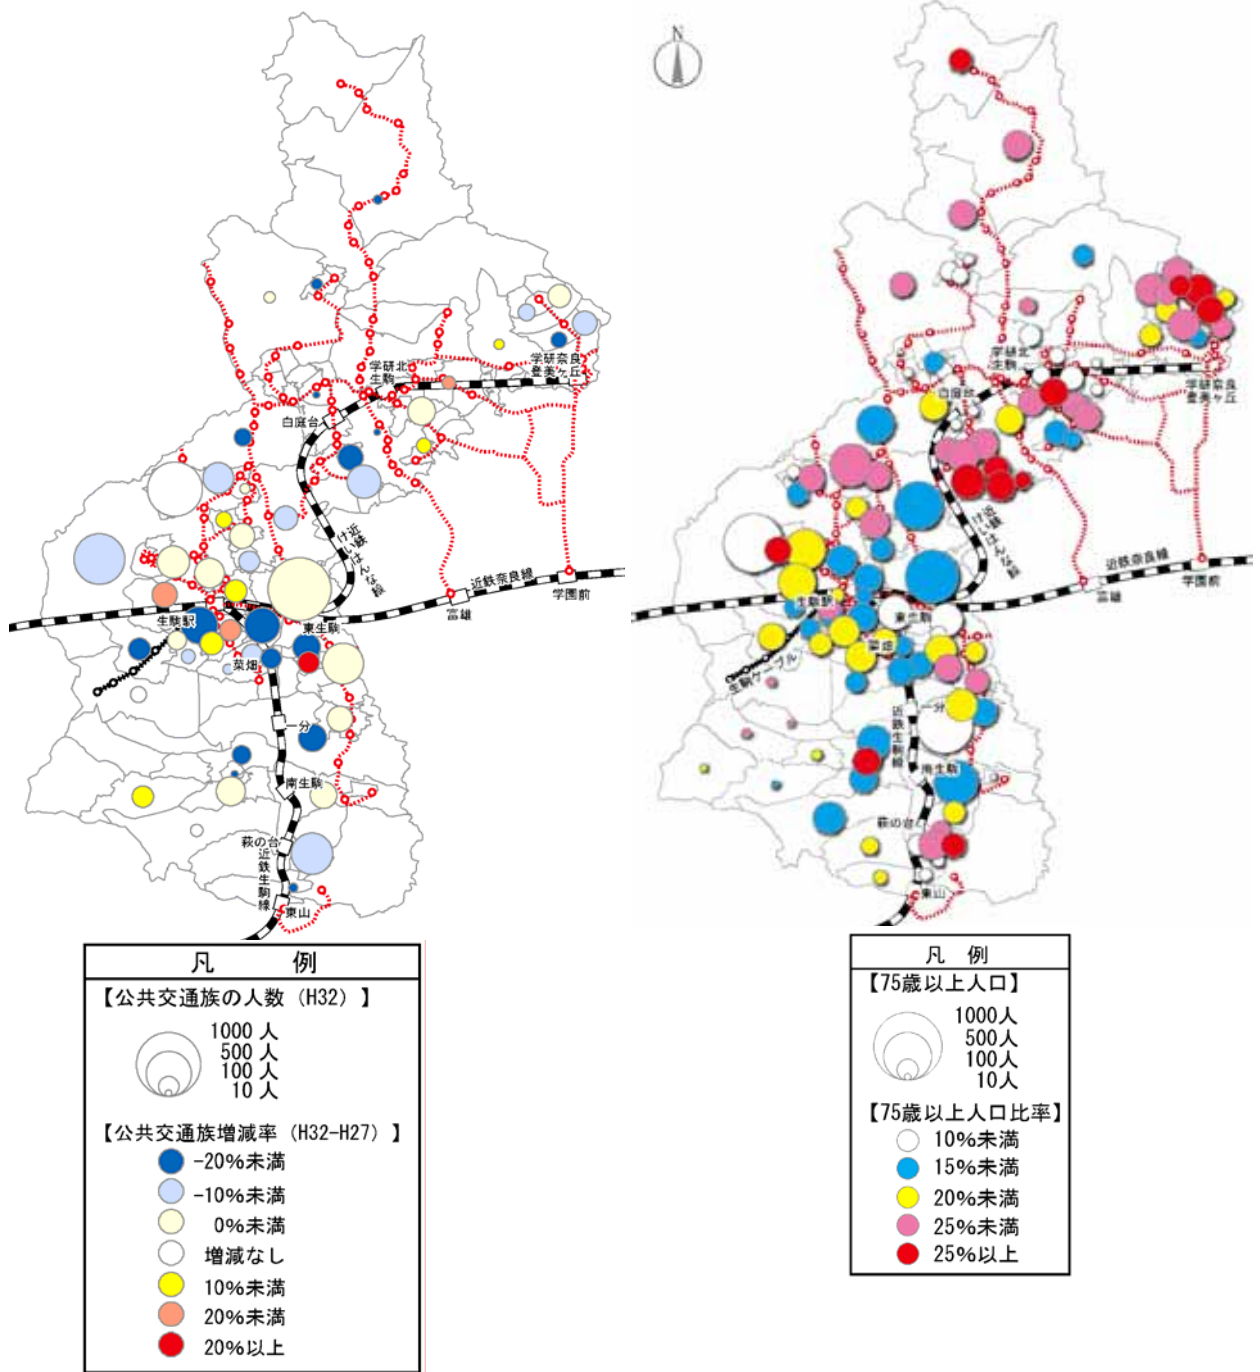 学研奈良
登美ヶ丘
学研北
生駒
白庭台
近鉄
けいはんな線
近鉄奈良線
学園前
富雄
生駒駅
東生駒
菜畑
一分
南生駒
萩の台
近鉄生駒線
東山
凡 例
【公共交通族の人数（H32）】
1000 人
500 人
100 人
10 人
【公共交通族増減率（H32-H27）】
-20%未満
-10%未満
0%未満
増減なし
10%未満
20%未満
20%以上
N
学研北
生駒
学研奈良
登美ヶ丘
白庭台
近鉄
けいはんな線
近鉄奈良線
学園前
富雄
生駒駅
東生駒
菜畑
生駒ケーブル
一分
近鉄生駒線
南生駒
萩の台
東山
凡 例
【75歳以上人口】
1000人
500人
100人
10人
【75歳以上人口比率】
10%未満
15%未満
20%未満
25%未満
25%以上